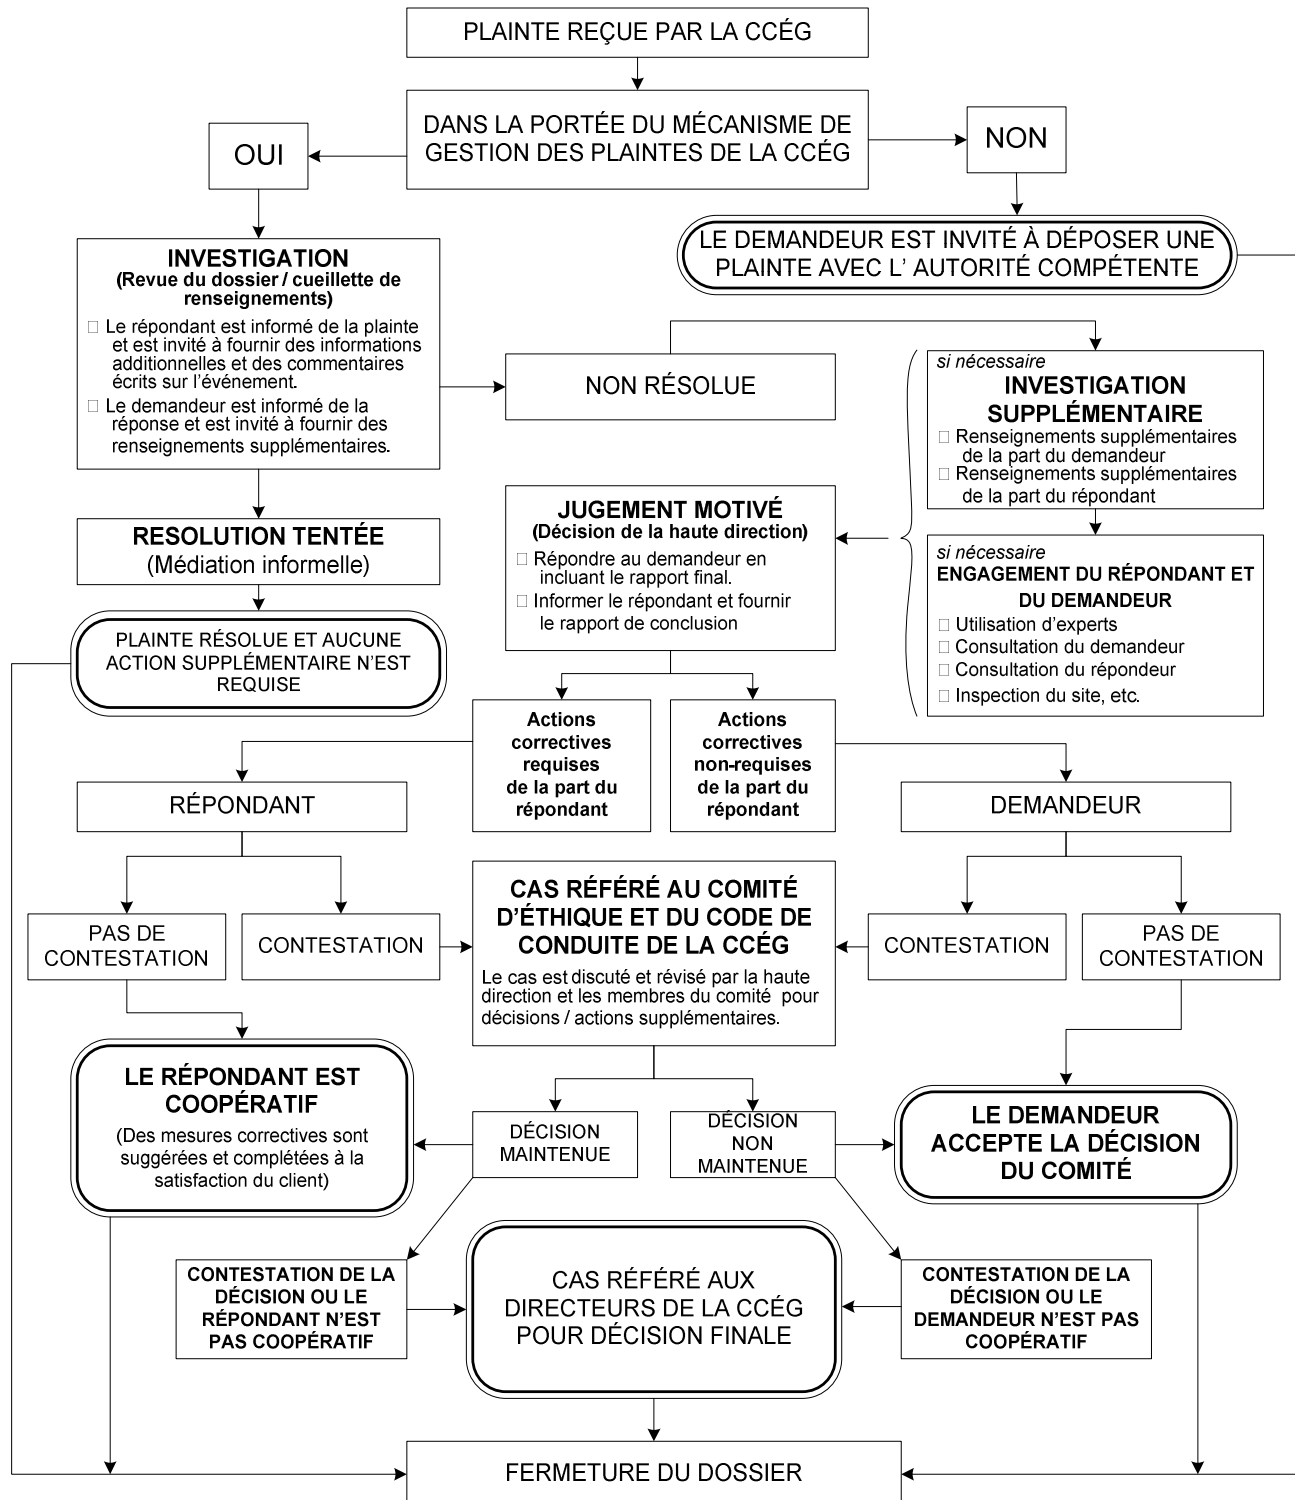 PLAINTE REÇUE PAR LA CCÉG
DANS LA PORTÉE DU MÉCANISME DE
GESTION DES PLAINTES DE LA CCÉG
OUI
NON
LE DEMANDEUR EST INVITÉ À DÉPOSER UNE
PLAINTE AVEC L' AUTORITÉ COMPÉTENTE
INVESTIGATION
(Revue du dossier / cueillette de
renseignements)
□ Le répondant est informé de la plainte
et est invité à fournir des informations
additionnelles et des commentaires
écrits sur l'événement.
□ Le demandeur est informé de la
réponse et est invité à fournir des
renseignements supplémentaires.
NON RÉSOLUE
si nécessaire
INVESTIGATION
SUPPLÉMENTAIRE
□ Renseignements supplémentaires
de la part du demandeur
□ Renseignements supplémentaires
de la part du répondant
si nécessaire
ENGAGEMENT DU RÉPONDANT ET
DU DEMANDEUR
□ Utilisation d'experts
□ Consultation du demandeur
□ Consultation du répondeur
□ Inspection du site, etc.
RESOLUTION TENTÉE
(Médiation informelle)
PLAINTE RÉSOLUE ET AUCUNE
ACTION SUPPLÉMENTAIRE N'EST
REQUISE
JUGEMENT MOTIVÉ
(Décision de la haute direction)
□ Répondre au demandeur en
incluant le rapport final.
□ Informer le répondant et fournir
le rapport de conclusion
Actions
correctives
requises
de la part du
répondant
Actions
correctives
non-requises
de la part du
répondant
RÉPONDANT
DEMANDEUR
PAS DE
CONTESTATION
CONTESTATION
CAS RÉFÉRÉ AU COMITÉ
D'ÉTHIQUE ET DU CODE DE
CONDUITE DE LA CCÉG
Le cas est discuté et révisé par la haute
direction et les membres du comité pour
décisions / actions supplémentaires.
CONTESTATION
PAS DE
CONTESTATION
LE RÉPONDANT EST
COOPÉRATIF
(Des mesures correctives sont
suggérées et complétées à la
satisfaction du client)
DÉCISION
MAINTENUE
DÉCISION
NON
MAINTENUE
LE DEMANDEUR
ACCEPTE LA DÉCISION
DU COMITÉ
CONTESTATION DE LA
DÉCISION OU LE
RÉPONDANT N'EST
PAS COOPÉRATIF
CAS RÉFÉRÉ AUX
DIRECTEURS DE LA CCÉG
POUR DÉCISION FINALE
CONTESTATION DE LA
DÉCISION OU LE
DEMANDEUR N'EST PAS
COOPÉRATIF
FERMETURE DU DOSSIER